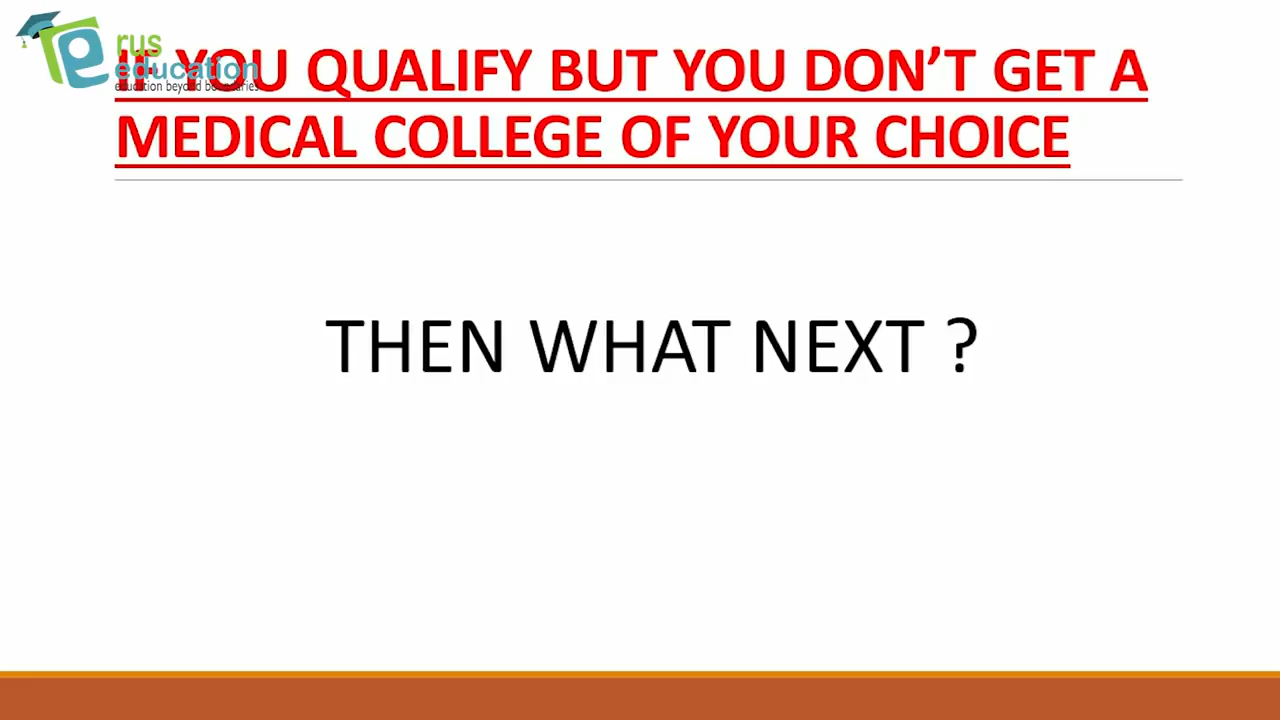 rus
education
education beyond boundaries
IF YOU QUALIFY BUT YOU DON’T GET A
MEDICAL COLLEGE OF YOUR CHOICE
THEN WHAT NEXT ?